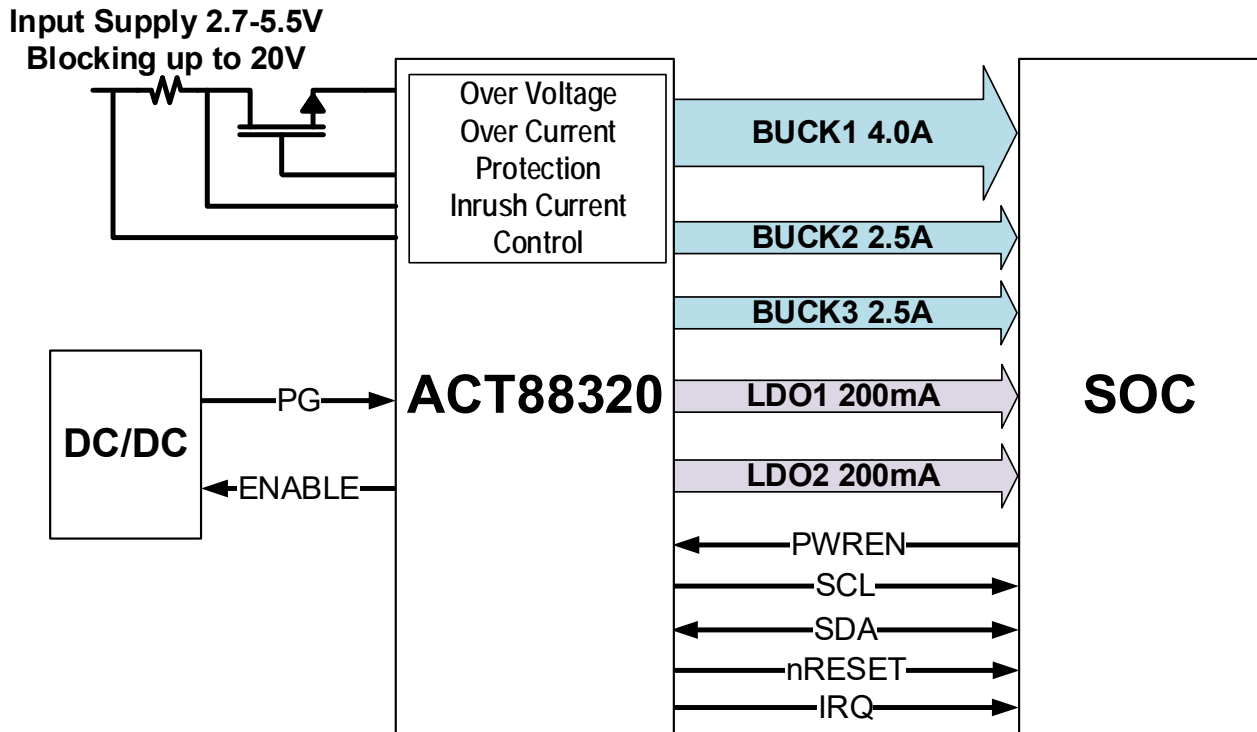 Input Supply 2.7-5.5V
Blocking up to 20V
Over Voltage
Over Current
Protection
Inrush Current
Control
BUCK1 4.0A
BUCK2 2.5A
BUCK3 2.5A
LDO1 200mA
LDO2 200mA
DC/DC
PG
ENABLE
ACT88320
SOC
PWREN
SCL
SDA
nRESET
IRQ